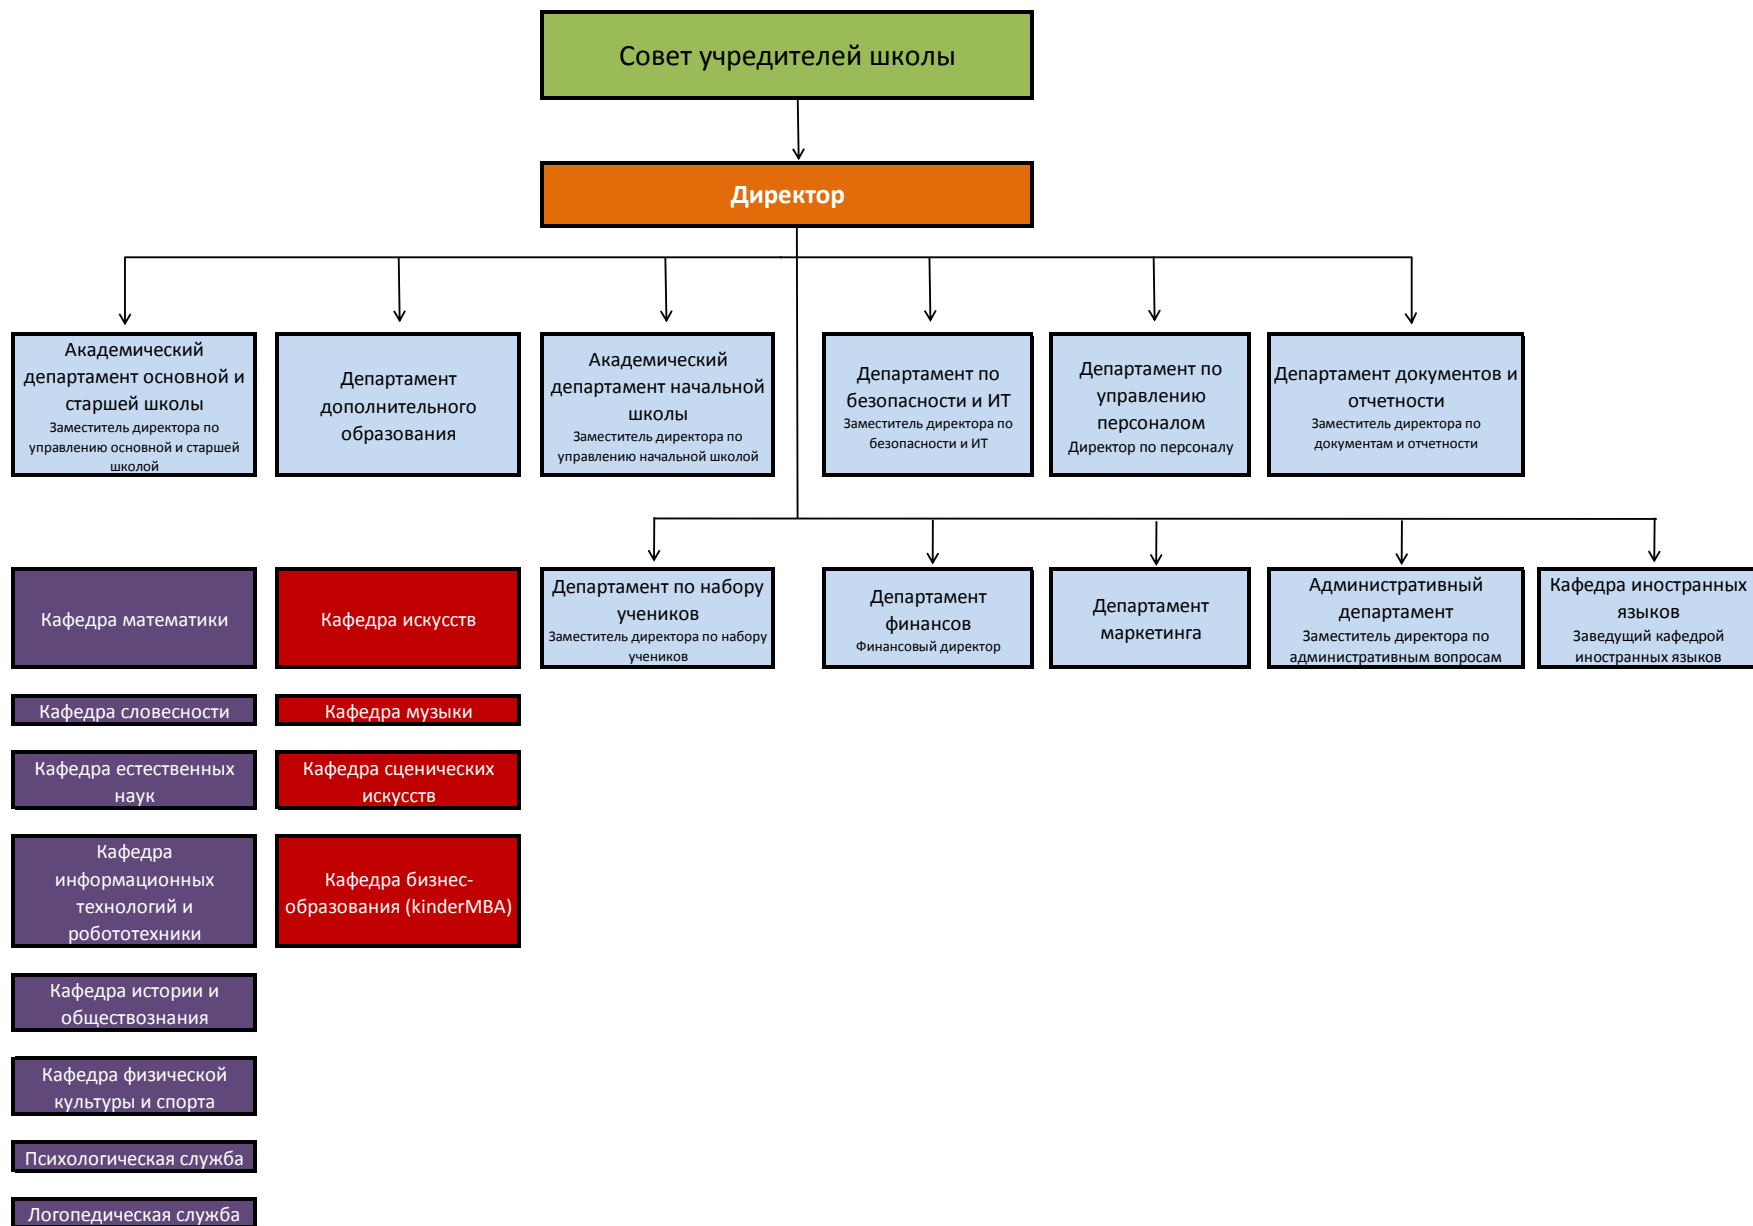 Совет учредителей школы
Директор
Академический
департамент основной и
старшей школы
Заместитель директора по
управлению основной и старшей
школой
Департамент
дополнительного
образования
Академический
департамент начальной
школы
Заместитель директора по
управлению начальной школой
Департамент по
безопасности и ИТ
Заместитель директора по
безопасности и ИТ
Департамент по
управлению
персоналом
Директор по персоналу
Департамент документов и
отчетности
Заместитель директора по
документам и отчетности
Кафедра математики
Кафедра искусств
Департамент по набору
учеников
Заместитель директора по набору
учеников
Департамент
финансов
Финансовый директор
Департамент
маркетинга
Административный
департамент
Заместитель директора по
административным вопросам
Кафедра иностранных
языков
Заведущий кафедрой
иностранных языков
Кафедра словесности
Кафедра музыки
Кафедра естественных
наук
Кафедра сценических
искусств
Кафедра
информационных
технологий и
робототехники
Кафедра бизнес-
образования (kinderMBA)
Кафедра истории и
обществознания
Кафедра физической
культуры и спорта
Психологическая служба
Логопедическая служба